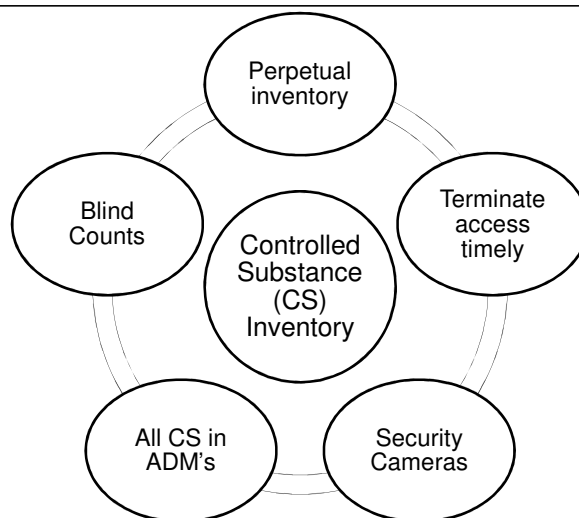 Perpetual
inventory
Terminate
access
timely
Security
Cameras
All CS in
ADM's
Blind
Counts
Controlled
Substance
(CS)
Inventory